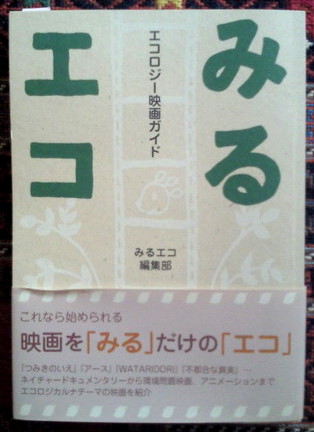 みる
エコ
エコロジー映画ガイド
みるエコ
編集部
これなら始められる
映画を「みる」だけの「エコ」
『つみきのいえ』『アース』『WATARIDORI』『不都合な真実』…
ネイチャードキュメンタリーから環境問題映画、アニメーションまで
エコロジカルなテーマの映画を紹介